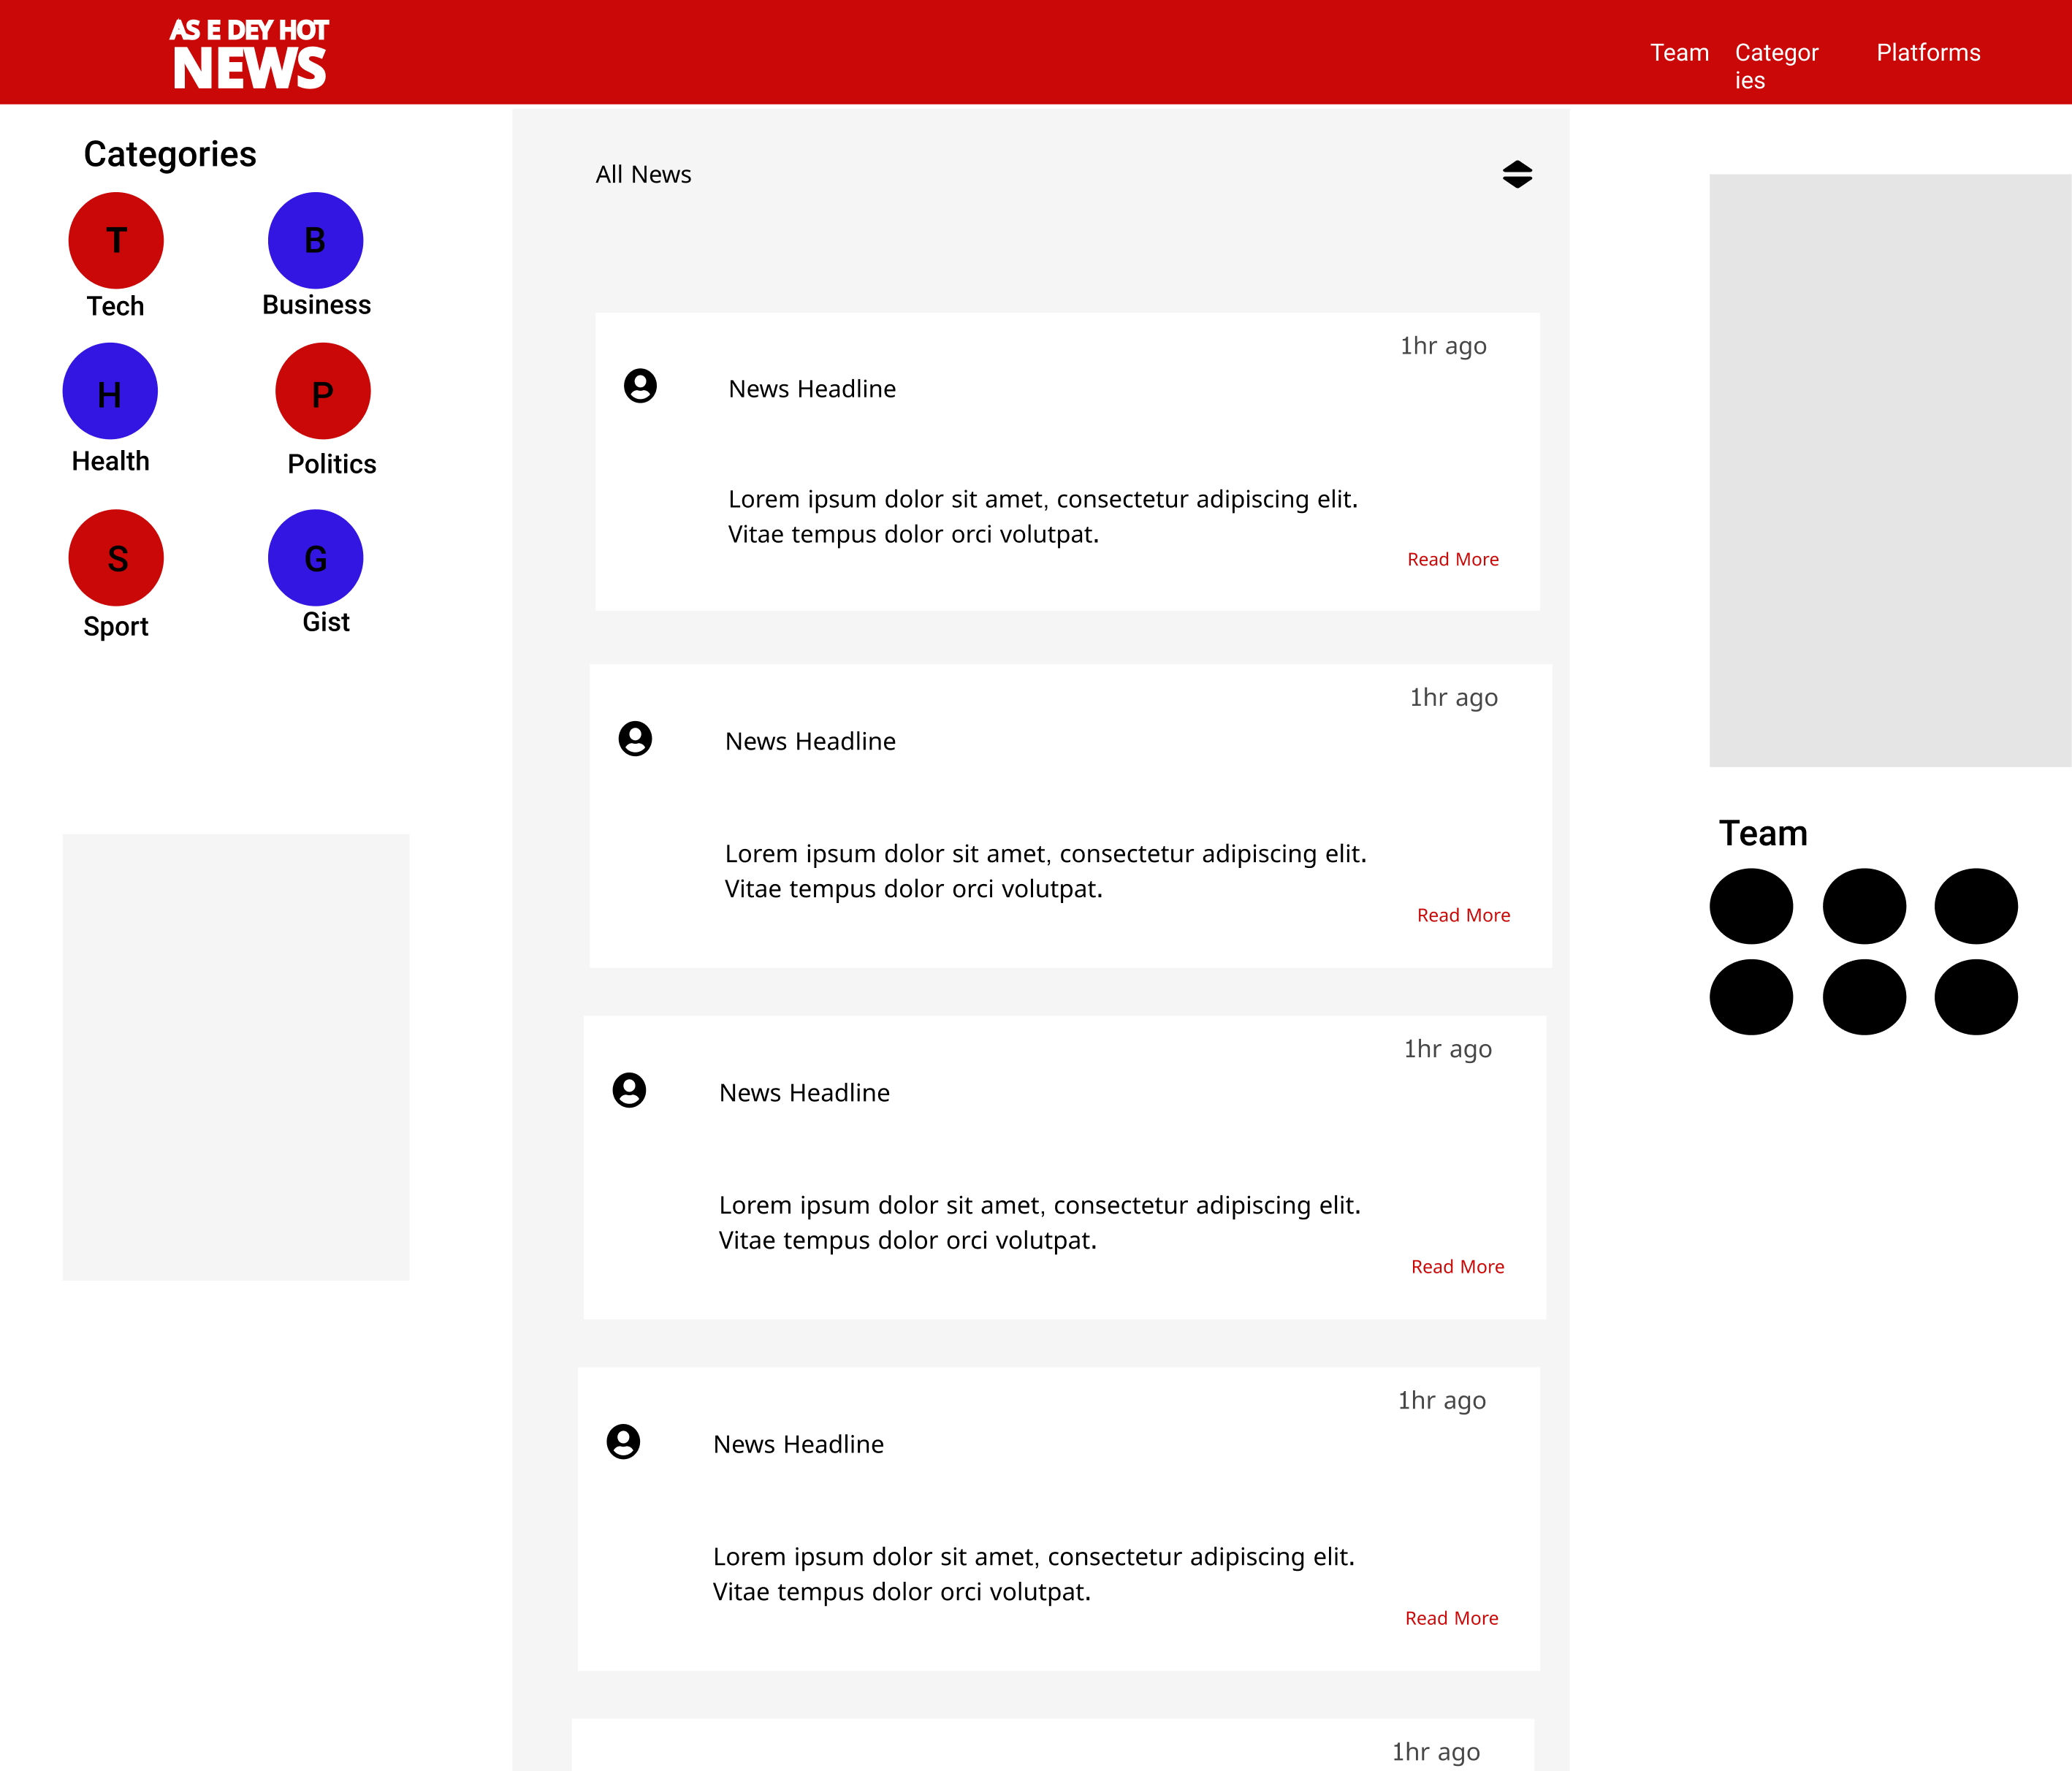 AS E DEY HOT
NEWS
Team
Categor
ies
Platforms
Categories
T
B
Tech
Business
H
P
Health
Politics
S
G
Sport
Gist
All News
1hr ago
News Headline
Lorem ipsum dolor sit amet, consectetur adipiscing elit.
Vitae tempus dolor orci volutpat.
Read More
1hr ago
News Headline
Lorem ipsum dolor sit amet, consectetur adipiscing elit.
Vitae tempus dolor orci volutpat.
Read More
1hr ago
News Headline
Lorem ipsum dolor sit amet, consectetur adipiscing elit.
Vitae tempus dolor orci volutpat.
Read More
1hr ago
News Headline
Lorem ipsum dolor sit amet, consectetur adipiscing elit.
Vitae tempus dolor orci volutpat.
Read More
1hr ago
Team